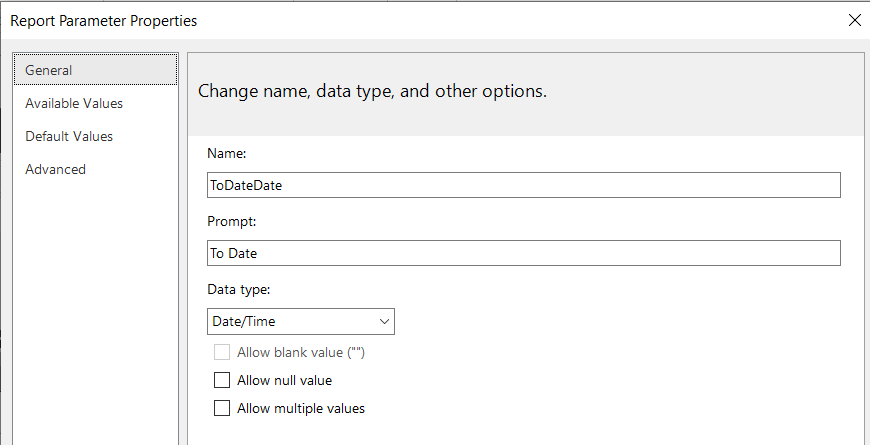 Report Parameter Properties
General
Available Values
Default Values
Advanced
Change name, data type, and other options.
Name:
ToDateDate
Prompt:
To Date
Data type:
Date/Time
Allow blank value ("")
Allow null value
Allow multiple values